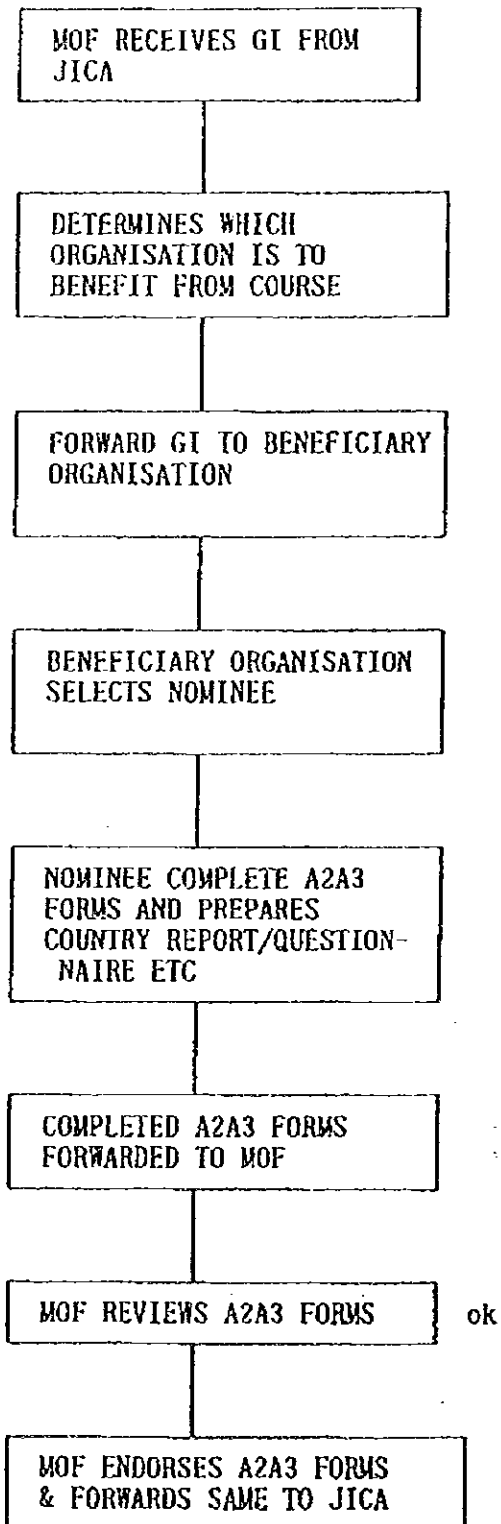 MOF RECEIVES GI FROM
JICA
DETERMINES WHICH
ORGANISATION IS TO
BENEFIT FROM COURSE
FORWARD GI TO BENEFICIARY
ORGANISATION
BENEFICIARY ORGANISATION
SELECTS NOMINEE
NOMINEE COMPLETE A2A3
FORMS AND PREPARES
COUNTRY REPORT/QUESTION-
NAIRE ETC
COMPLETED A2A3 FORMS
FORWARDED TO MOF
MOF REVIEWS A2A3 FORMS ok
MOF ENDORSES A2A3 FORMS
& FORWARDS SAME TO JICA